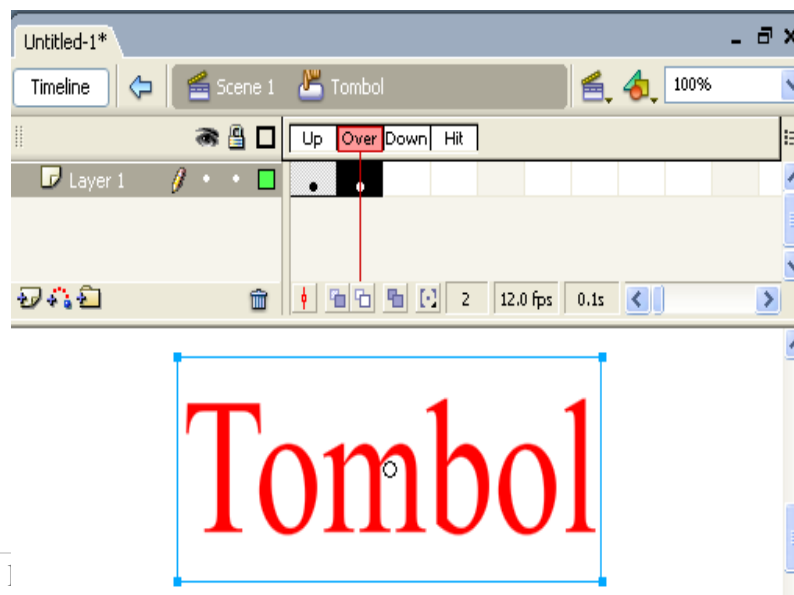 Untitled-1*
Timeline Scene 1 Tombol 100%
Up Over Down Hit
Layer 1
2 12.0 fps 0.1s
Tombol